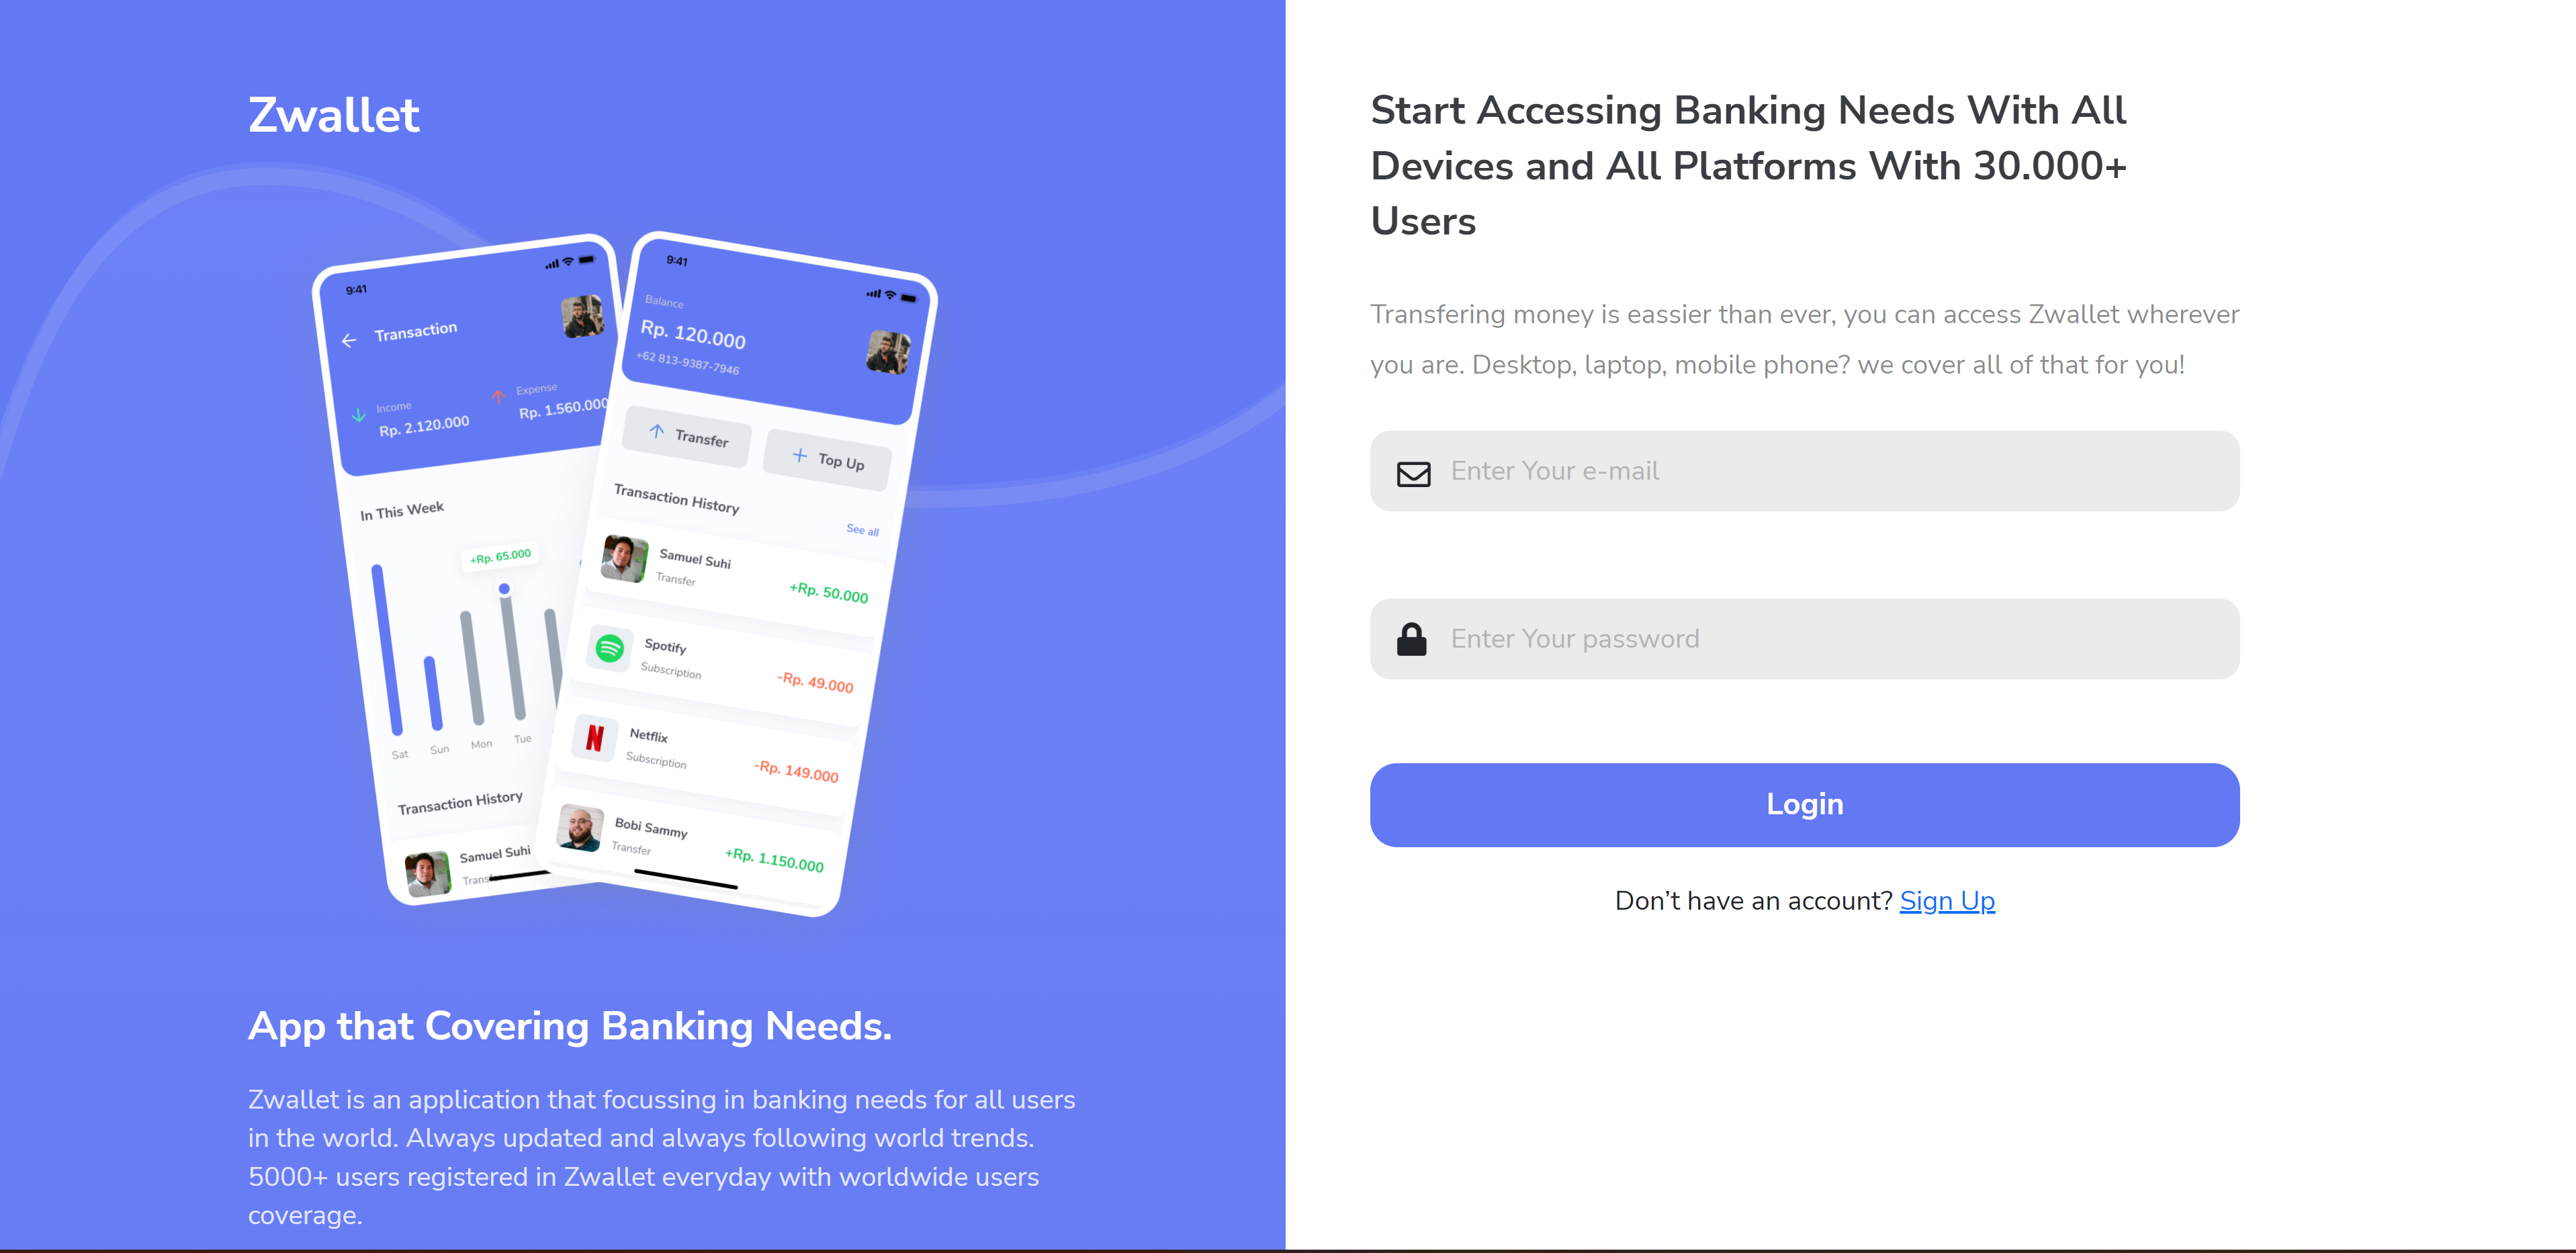 Zwallet
9:41
Transaction
Income
Rp. 2.120.000
Expense
Rp. 1.560.000
In This Week
+Rp. 65.000
Sat
Sun
Mon
Tue
Transaction History
Samuel Suhi
9:41
Balance
Rp. 120.000
+62 813-9387-7946
Transfer
Top Up
Transaction History
See all
Samuel Suhi
Transfer
+Rp. 50.000
Spotify
Subscription
-Rp. 49.000
Netflix
Subscription
-Rp. 149.000
Bobi Sammy
Transfer
+Rp. 1.150.000
App that Covering Banking Needs.
Zwallet is an application that focussing in banking needs for all users
in the world. Always updated and always following world trends.
5000+ users registered in Zwallet everyday with worldwide users
coverage.
Start Accessing Banking Needs With All
Devices and All Platforms With 30.000+
Users
Transfering money is eassier than ever, you can access Zwallet wherever
you are. Desktop, laptop, mobile phone? we cover all of that for you!
Enter Your e-mail
Enter Your password
Login
Don’t have an account? Sign Up